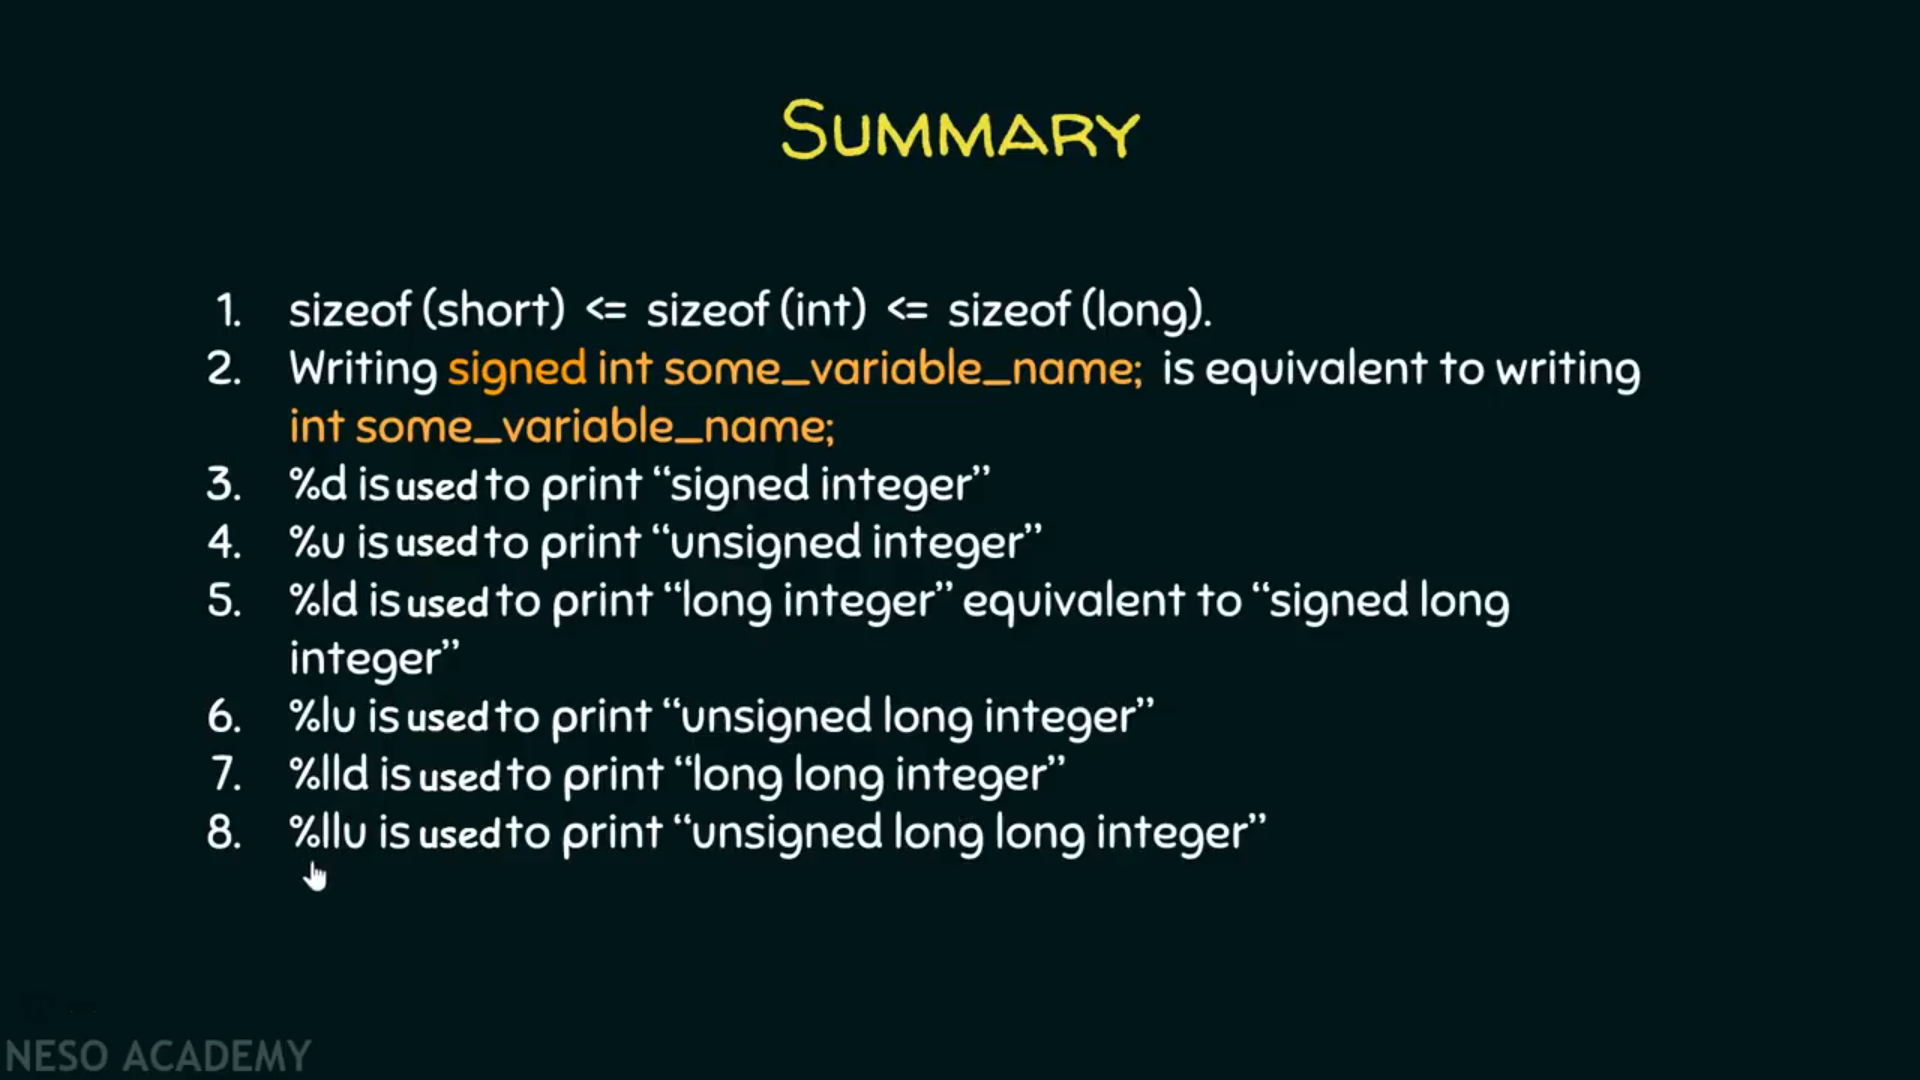 SUMMARY
1. sizeof (short) <= sizeof (int) <= sizeof (long).
2. Writing signed int some_variable_name; is equivalent to writing
int some_variable_name;
3. %d is used to print “signed integer”
4. %u is used to print “unsigned integer”
5. %ld is used to print “long integer” equivalent to “signed long
integer”
6. %lu is used to print “unsigned long integer”
7. %lld is used to print “long long integer”
8. %llu is used to print “unsigned long long integer”
NESO ACADEMY